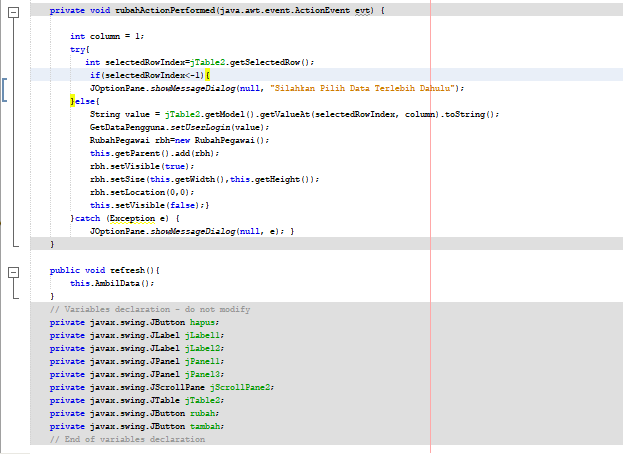 private void rubahActionPerformed(java.awt.event.ActionEvent evt) {
int column = 1;
try{
int selectedRowIndex=jTable2.getSelectedRow();
if(selectedRowIndex<-1){
JOptionPane.showMessageDialog(null, "Silahkan Pilih Data Terlebih Dahulu");
}else{
String value = jTable2.getModel().getValueAt(selectedRowIndex, column).toString();
GetDataPengguna.setUserLogin(value);
RubahPegawai rbh=new RubahPegawai();
this.getParent().add(rbh);
rbh.setVisible(true);
rbh.setSize(this.getWidth(),this.getHeight());
rbh.setLocation(0,0);
this.setVisible(false);}
}catch (Exception e) {
JOptionPane.showMessageDialog(null, e); }
}
public void refresh(){
this.AmbilData();
}
// Variables declaration - do not modify
private javax.swing.JButton hapus;
private javax.swing.JLabel jLabel1;
private javax.swing.JLabel jLabel2;
private javax.swing.JPanel jPanel1;
private javax.swing.JPanel jPanel3;
private javax.swing.JScrollPane jScrollPane2;
private javax.swing.JTable jTable2;
private javax.swing.JButton rubah;
private javax.swing.JButton tambah;
// End of variables declaration